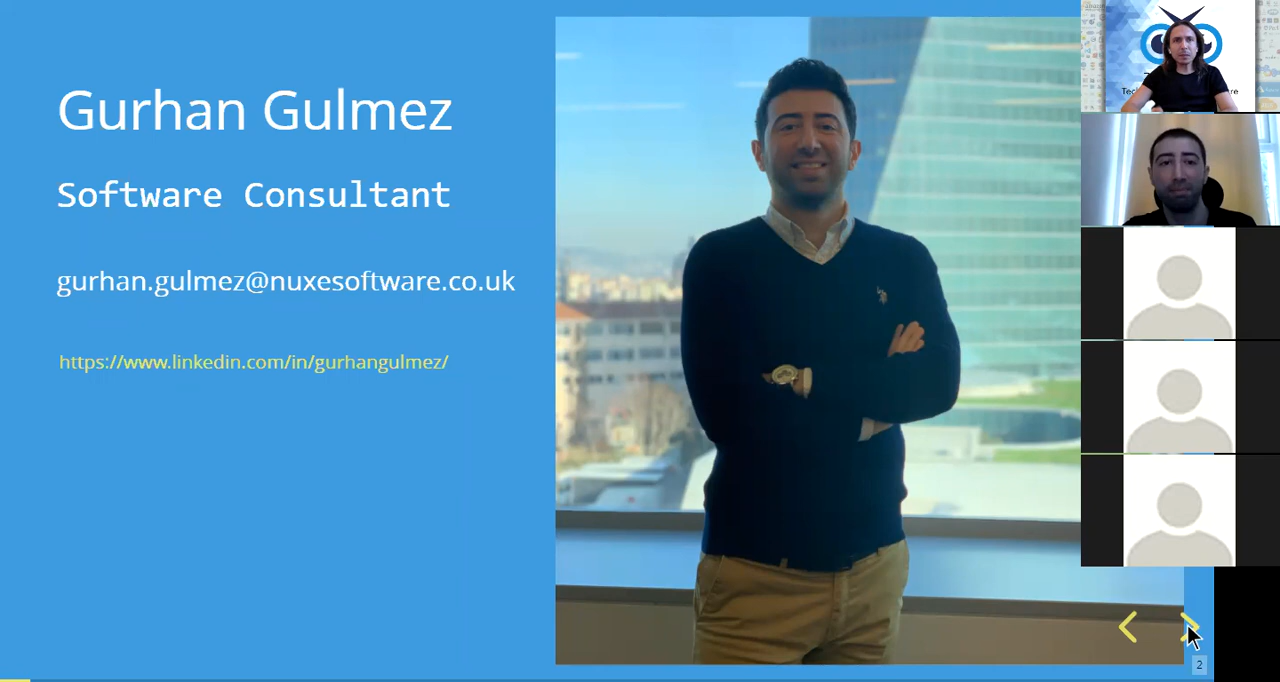 Gurhan Gulmez
Software Consultant
gurhan.gulmez@nuxesoftware.co.uk
https://www.linkedin.com/in/gurhangulmez/
2